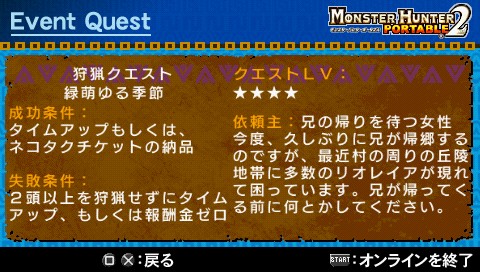 Event Quest
MONSTER HUNTER
PORTABLE 2
狩猟クエスト
緑萌ゆる季節
成功条件：
タイムアップもしくは、
ネコタクチケットの納品
失敗条件：
２頭以上を狩猟せずにタイム
アップ、もしくは報酬金ゼロ
クエストＬＶ：
★★★★
依頼主：兄の帰りを待つ女性
今度、久しぶりに兄が帰郷する
のですが、最近村の周りの丘陵
地帯に多数のリオレイアが現れ
て困っています。兄が帰ってく
る前に何とかしてください。
:戻る
START:オンラインを終了